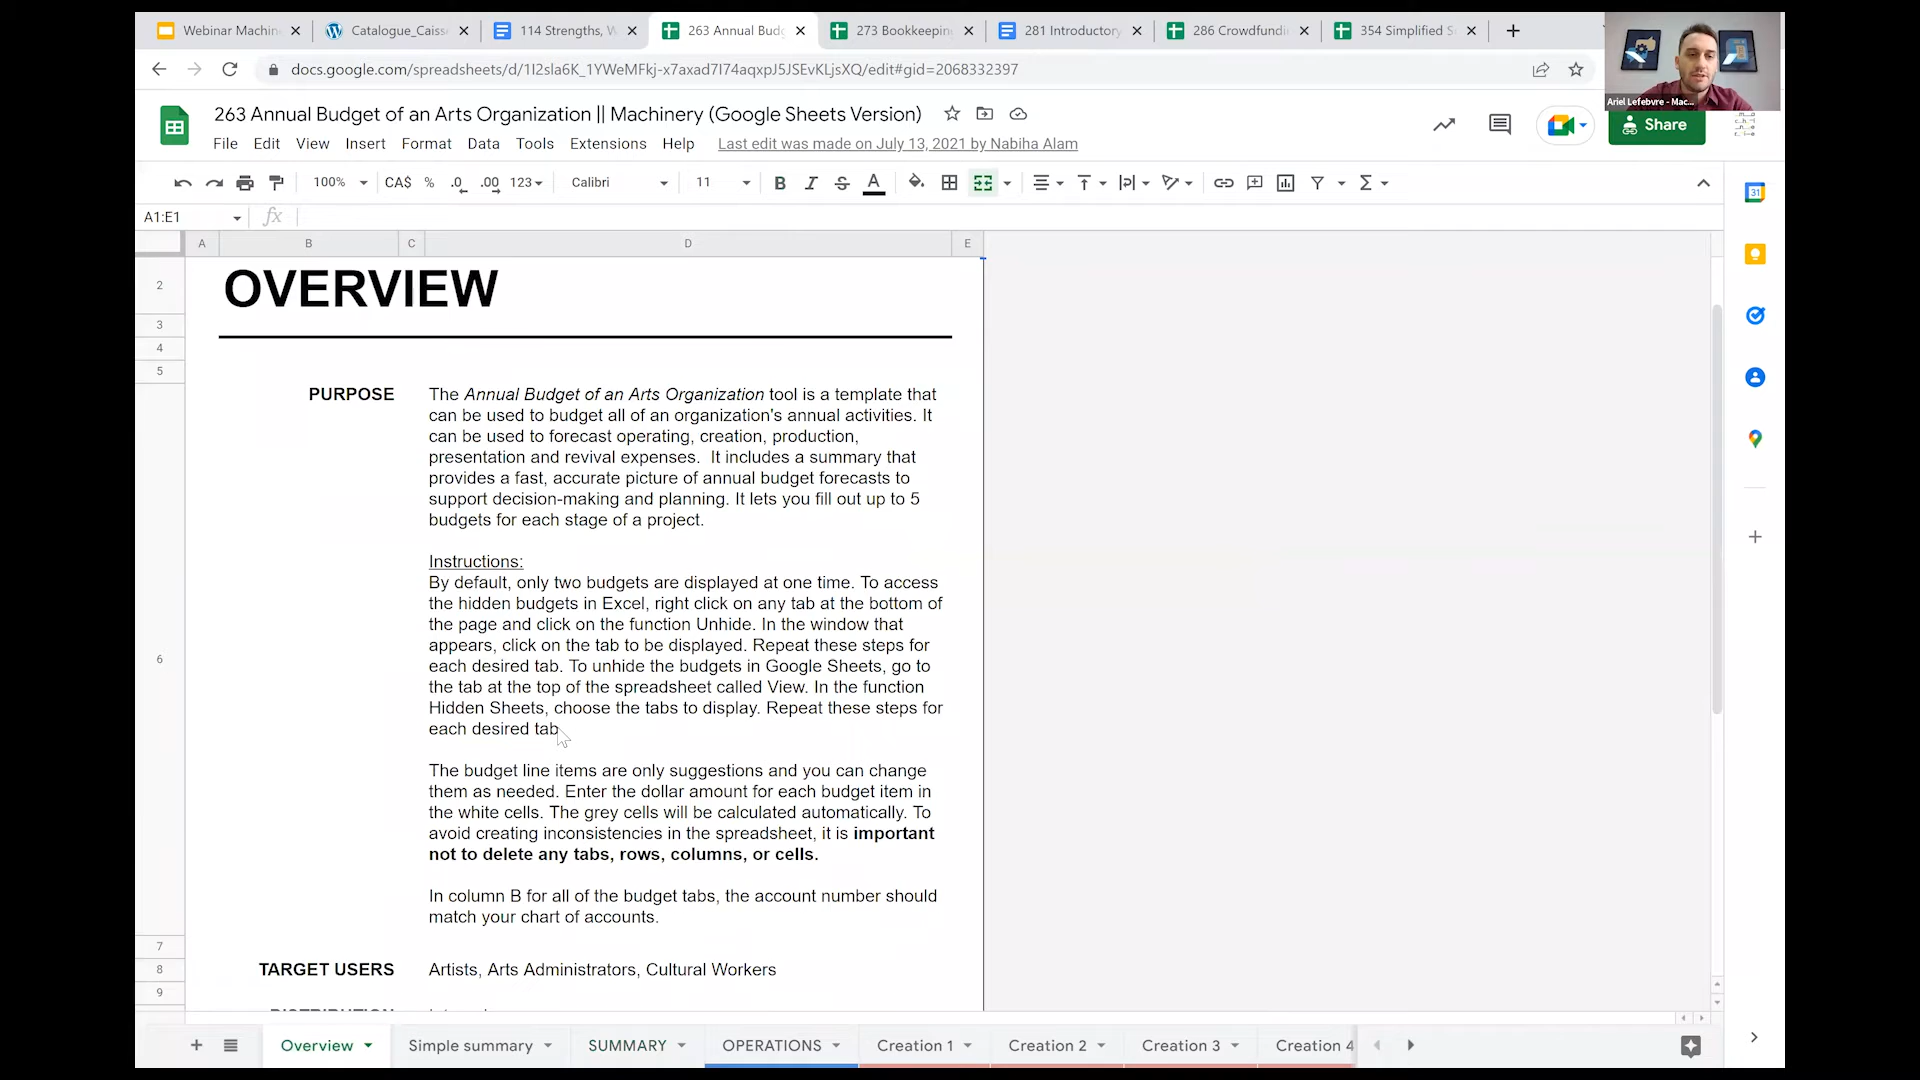 Webinar Machin
Catalogue_Caiss
114 Strengths, W
263 Annual Budg
273 Bookkeeping
281 Introductory
286 Crowdfundi
354 Simplified S
docs.google.com/spreadsheets/d/1I2sla6K_1YWeMFkj-x7axad7I74aqxpJ5JSEvKLjsXQ/edit#gid=2068332397
Ariel Lefebvre - Mac...
263 Annual Budget of an Arts Organization || Machinery (Google Sheets Version)
File Edit View Insert Format Data Tools Extensions Help Last edit was made on July 13, 2021 by Nabiha Alam
Share
100% CA$ % .0 .00 123 Calibri 11 B I S A
31
A1:E1 fx
A B C D E
2 OVERVIEW
3
4
5
PURPOSE The Annual Budget of an Arts Organization tool is a template that
can be used to budget all of an organization's annual activities. It
can be used to forecast operating, creation, production,
presentation and revival expenses. It includes a summary that
provides a fast, accurate picture of annual budget forecasts to
support decision-making and planning. It lets you fill out up to 5
budgets for each stage of a project.
Instructions:
By default, only two budgets are displayed at one time. To access
the hidden budgets in Excel, right click on any tab at the bottom of
the page and click on the function Unhide. In the window that
appears, click on the tab to be displayed. Repeat these steps for
6 each desired tab. To unhide the budgets in Google Sheets, go to
the tab at the top of the spreadsheet called View. In the function
Hidden Sheets, choose the tabs to display. Repeat these steps for
each desired tab
The budget line items are only suggestions and you can change
them as needed. Enter the dollar amount for each budget item in
the white cells. The grey cells will be calculated automatically. To
avoid creating inconsistencies in the spreadsheet, it is important
not to delete any tabs, rows, columns, or cells.
In column B for all of the budget tabs, the account number should
match your chart of accounts.
7
8 TARGET USERS Artists, Arts Administrators, Cultural Workers
9
Overview Simple summary SUMMARY OPERATIONS Creation 1 Creation 2 Creation 3 Creation 4